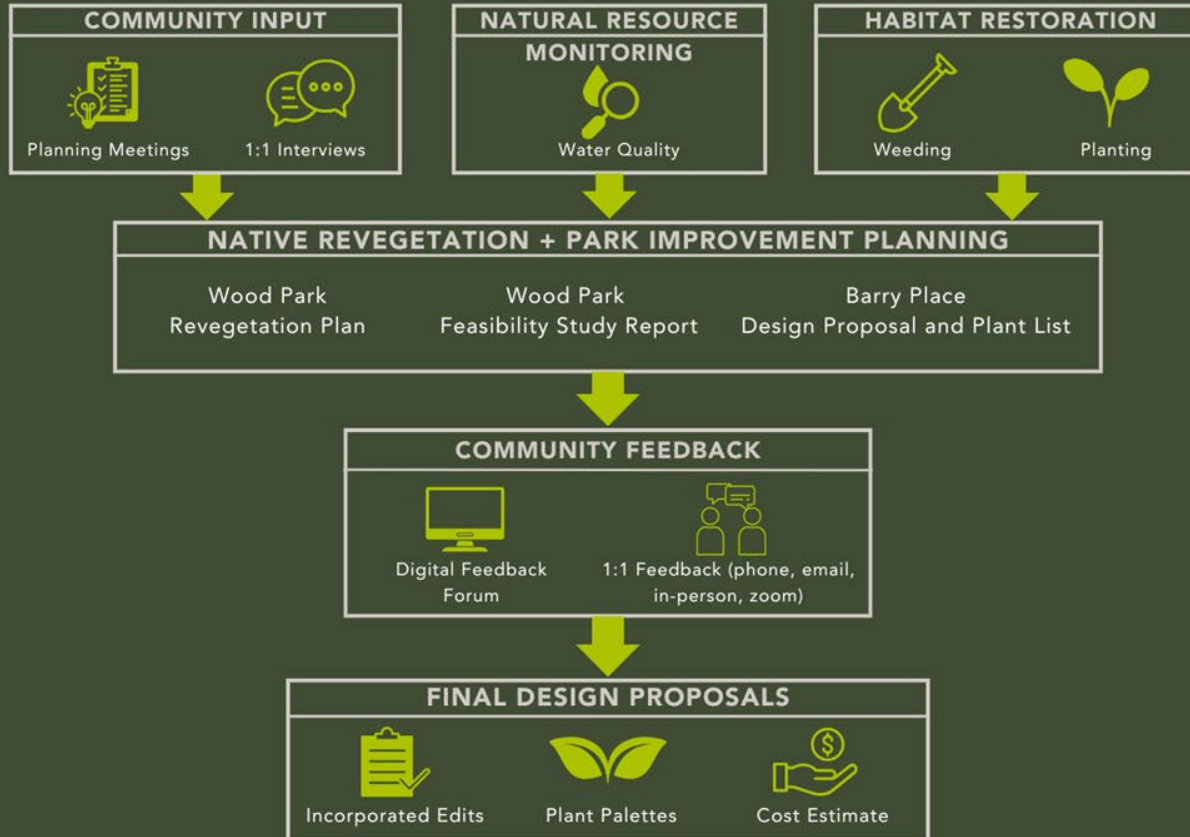 COMMUNITY INPUT
Planning Meetings
1:1 Interviews
NATURAL RESOURCE
MONITORING
Water Quality
HABITAT RESTORATION
Weeding
Planting
NATIVE REVEGETATION + PARK IMPROVEMENT PLANNING
Wood Park
Revegetation Plan
Wood Park
Feasibility Study Report
Barry Place
Design Proposal and Plant List
COMMUNITY FEEDBACK
Digital Feedback
Forum
1:1 Feedback (phone, email,
in-person, zoom)
FINAL DESIGN PROPOSALS
Incorporated Edits
Plant Palettes
$
Cost Estimate